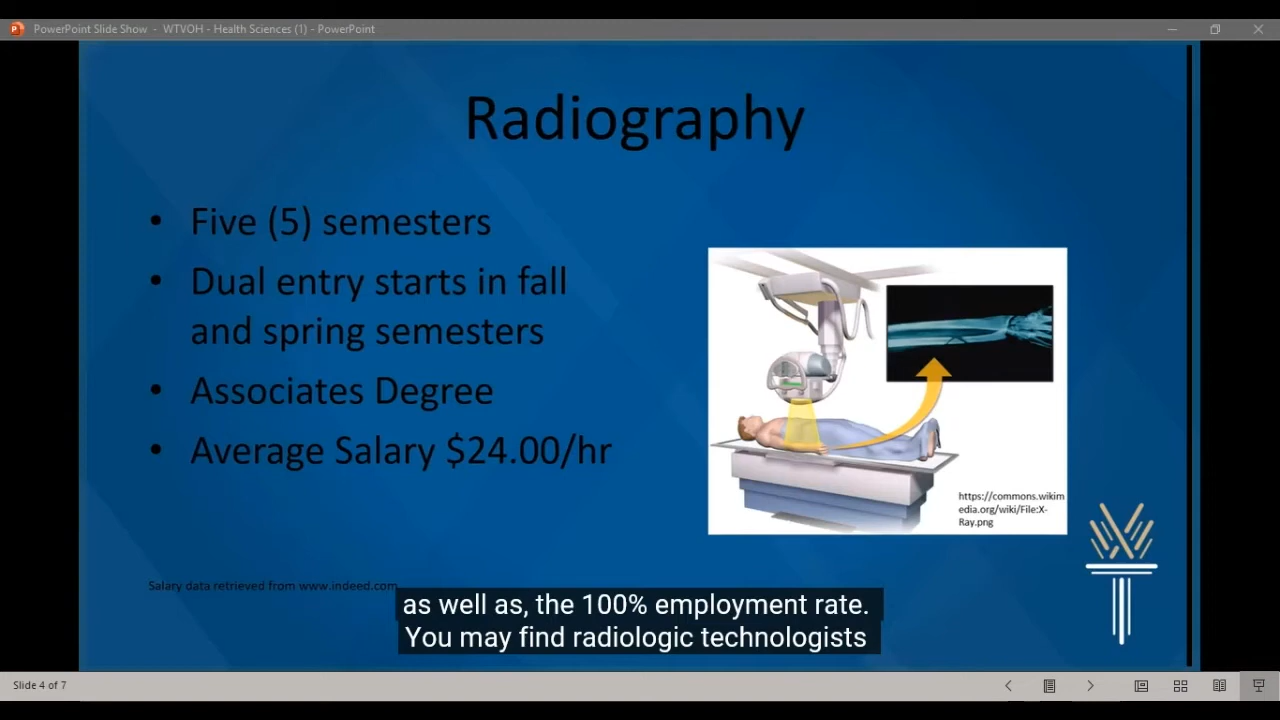 PowerPoint Slide Show - WTVOH - Health Sciences (1) - PowerPoint
Radiography
• Five (5) semesters
• Dual entry starts in fall
and spring semesters
• Associates Degree
• Average Salary $24.00/hr
https://commons.wikim
edia.org/wiki/File:X-
Ray.png
Salary data retrieved from www.indeed.com
as well as, the 100% employment rate.
You may find radiologic technologists
Slide 4 of 7